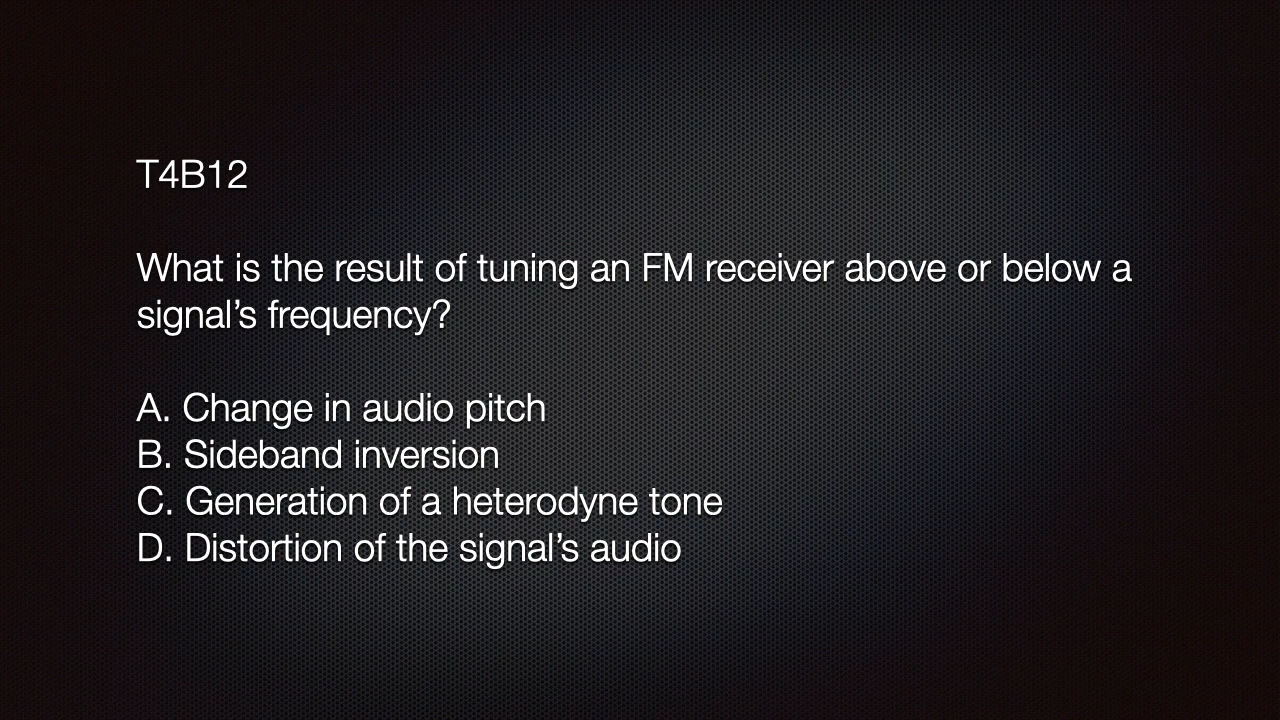 T4B12
What is the result of tuning an FM receiver above or below a
signal’s frequency?
A. Change in audio pitch
B. Sideband inversion
C. Generation of a heterodyne tone
D. Distortion of the signal’s audio